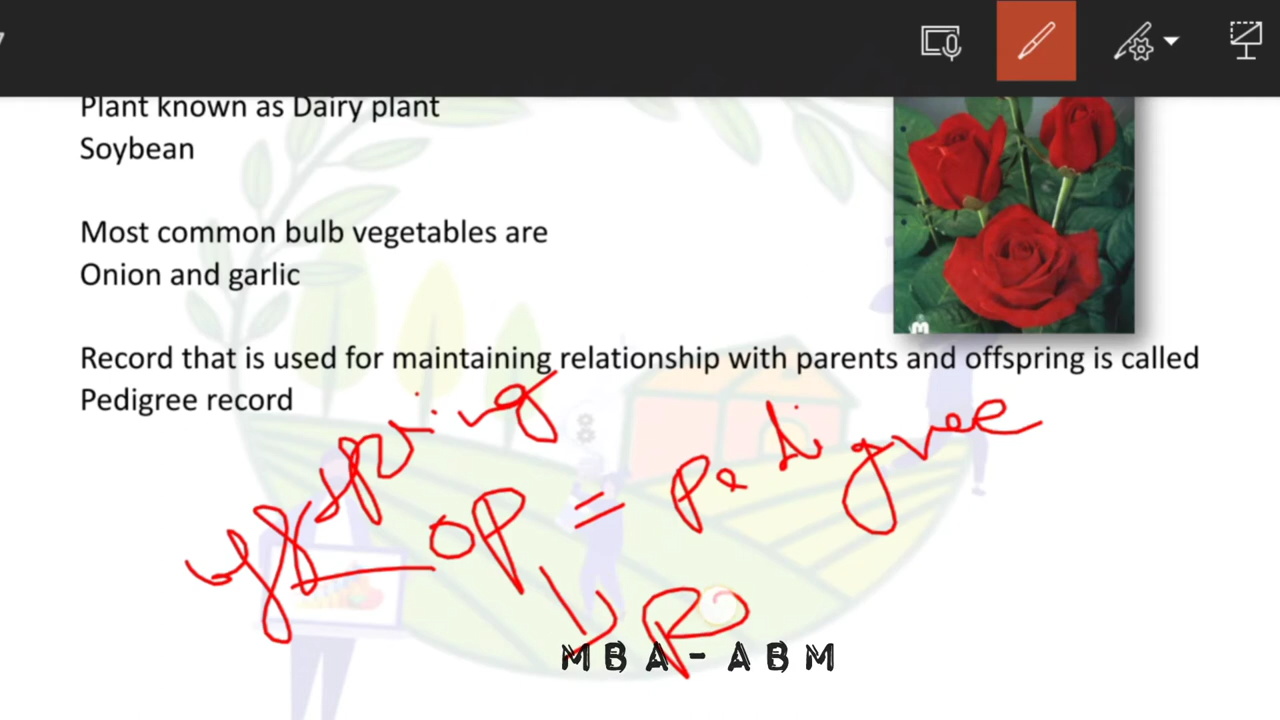 Plant known as Dairy plant
Soybean
Most common bulb vegetables are
Onion and garlic
Record that is used for maintaining relationship with parents and offspring is called
Pedigree record
offspring
OP = Pedigree
MBA-ABM